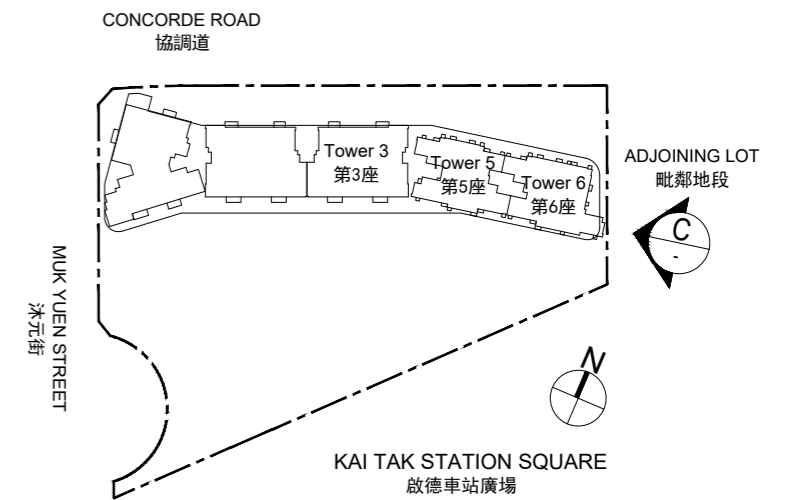 CONCORDE ROAD
協調道
Tower 3
第3座
Tower 5
第5座
Tower 6
第6座
ADJOINING LOT
毗鄰地段
C
-
MUK YUEN STREET
沐元街
N
KAI TAK STATION SQUARE
啟德車站廣場